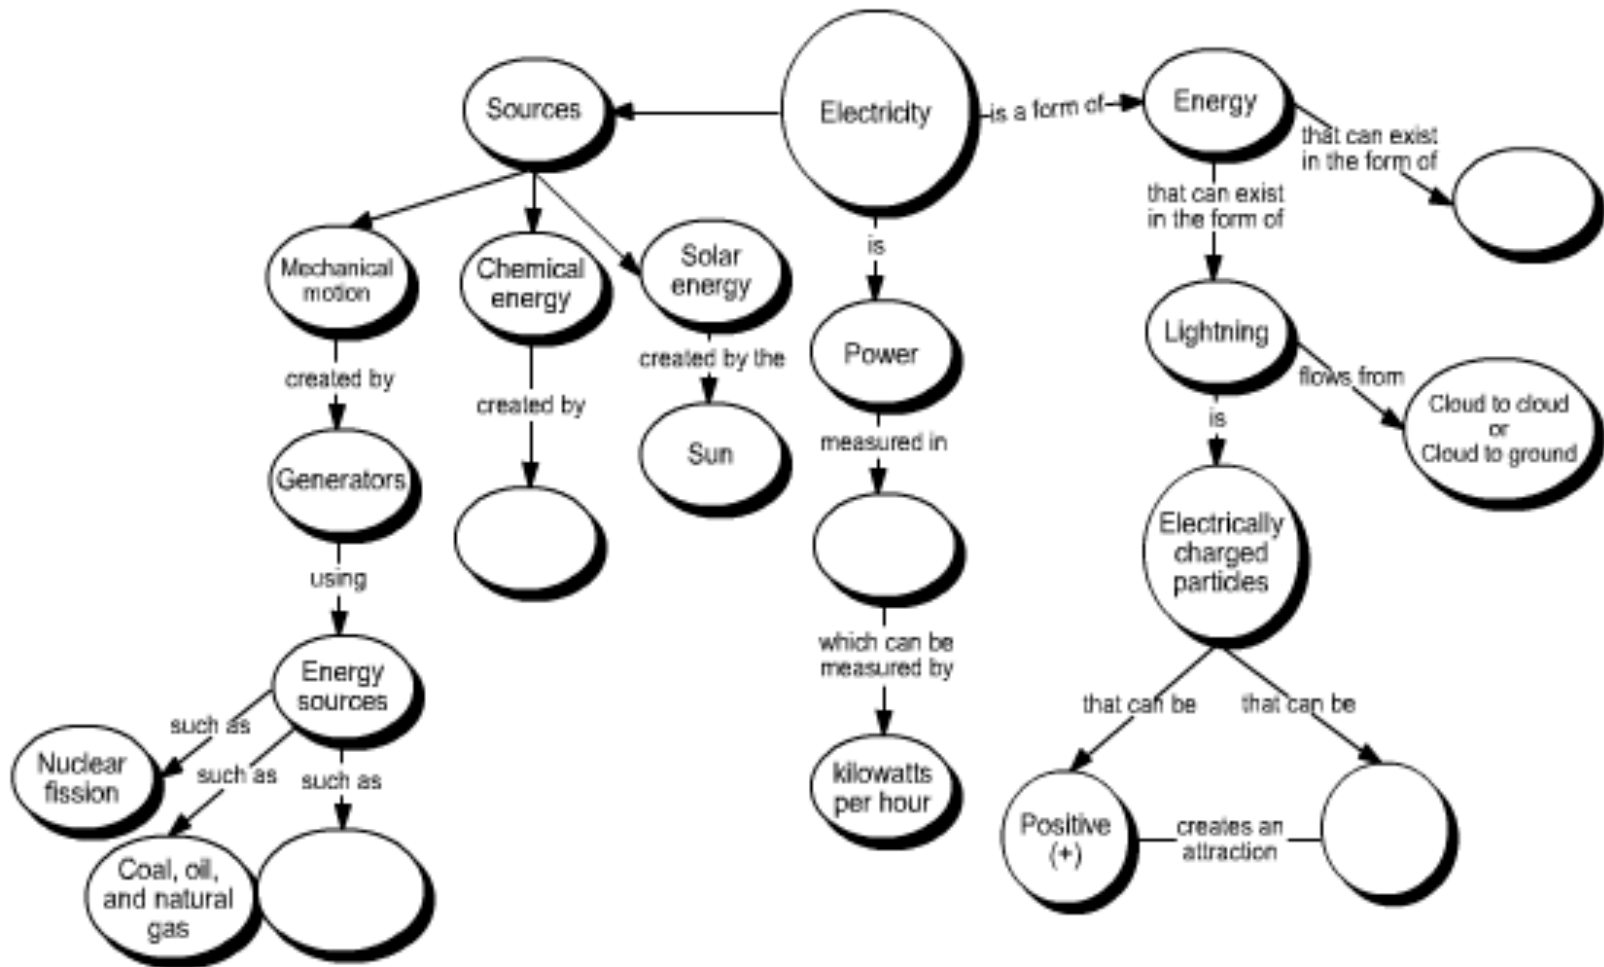 Electricity
Sources
is a form of
Energy
that can exist
in the form of
that can exist
in the form of
is
Mechanical
motion
Chemical
energy
Solar
energy
Power
Lightning
created by
created by
created by the
measured in
flows from
is
Cloud to cloud
or
Cloud to ground
Generators
Sun
Electrically
charged
particles
using
which can be
measured by
Energy
sources
that can be
that can be
such as
such as
such as
Nuclear
fission
kilowatts
per hour
Coal, oil,
and natural
gas
Positive
(+)
creates an
attraction